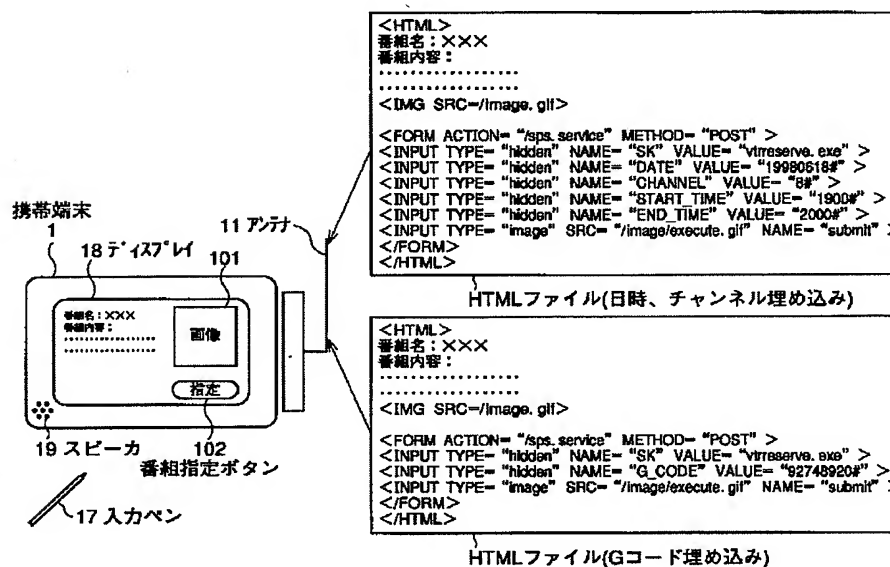 <HTML>
番組名：×××
番組内容：
..................
..................
<IMG SRC=/image.gif>
<FORM ACTION= “/sps.service” METHOD= “POST” >
<INPUT TYPE= “hidden” NAME= “SK” VALUE= “vtrreserve.exe” >
<INPUT TYPE= “hidden” NAME= “DATE” VALUE= “19980618#” >
<INPUT TYPE= “hidden” NAME= “CHANNEL” VALUE= “8#” >
<INPUT TYPE= “hidden” NAME= “START_TIME” VALUE= “1900#” >
<INPUT TYPE= “hidden” NAME= “END_TIME” VALUE= “2000#” >
<INPUT TYPE= “image” SRC= “/image/execute.gif” NAME= “submit” >
</FORM>
</HTML>
HTMLファイル(日時、チャンネル埋め込み)
携帯端末
1
18 ディスプレイ
101
11 アンテナ
番組名：×××
番組内容：
..................
..................
画像
指定
19 スピーカ
102
番組指定ボタン
17 入力ペン
<HTML>
番組名：×××
番組内容：
..................
..................
<IMG SRC=/image.gif>
<FORM ACTION= “/sps.service” METHOD= “POST” >
<INPUT TYPE= “hidden” NAME= “SK” VALUE= “vtrreserve.exe” >
<INPUT TYPE= “hidden” NAME= “G_CODE” VALUE= “92748920#” >
<INPUT TYPE= “image” SRC= “/image/execute.gif” NAME= “submit” >
</FORM>
</HTML>
HTMLファイル(Gコード埋め込み)